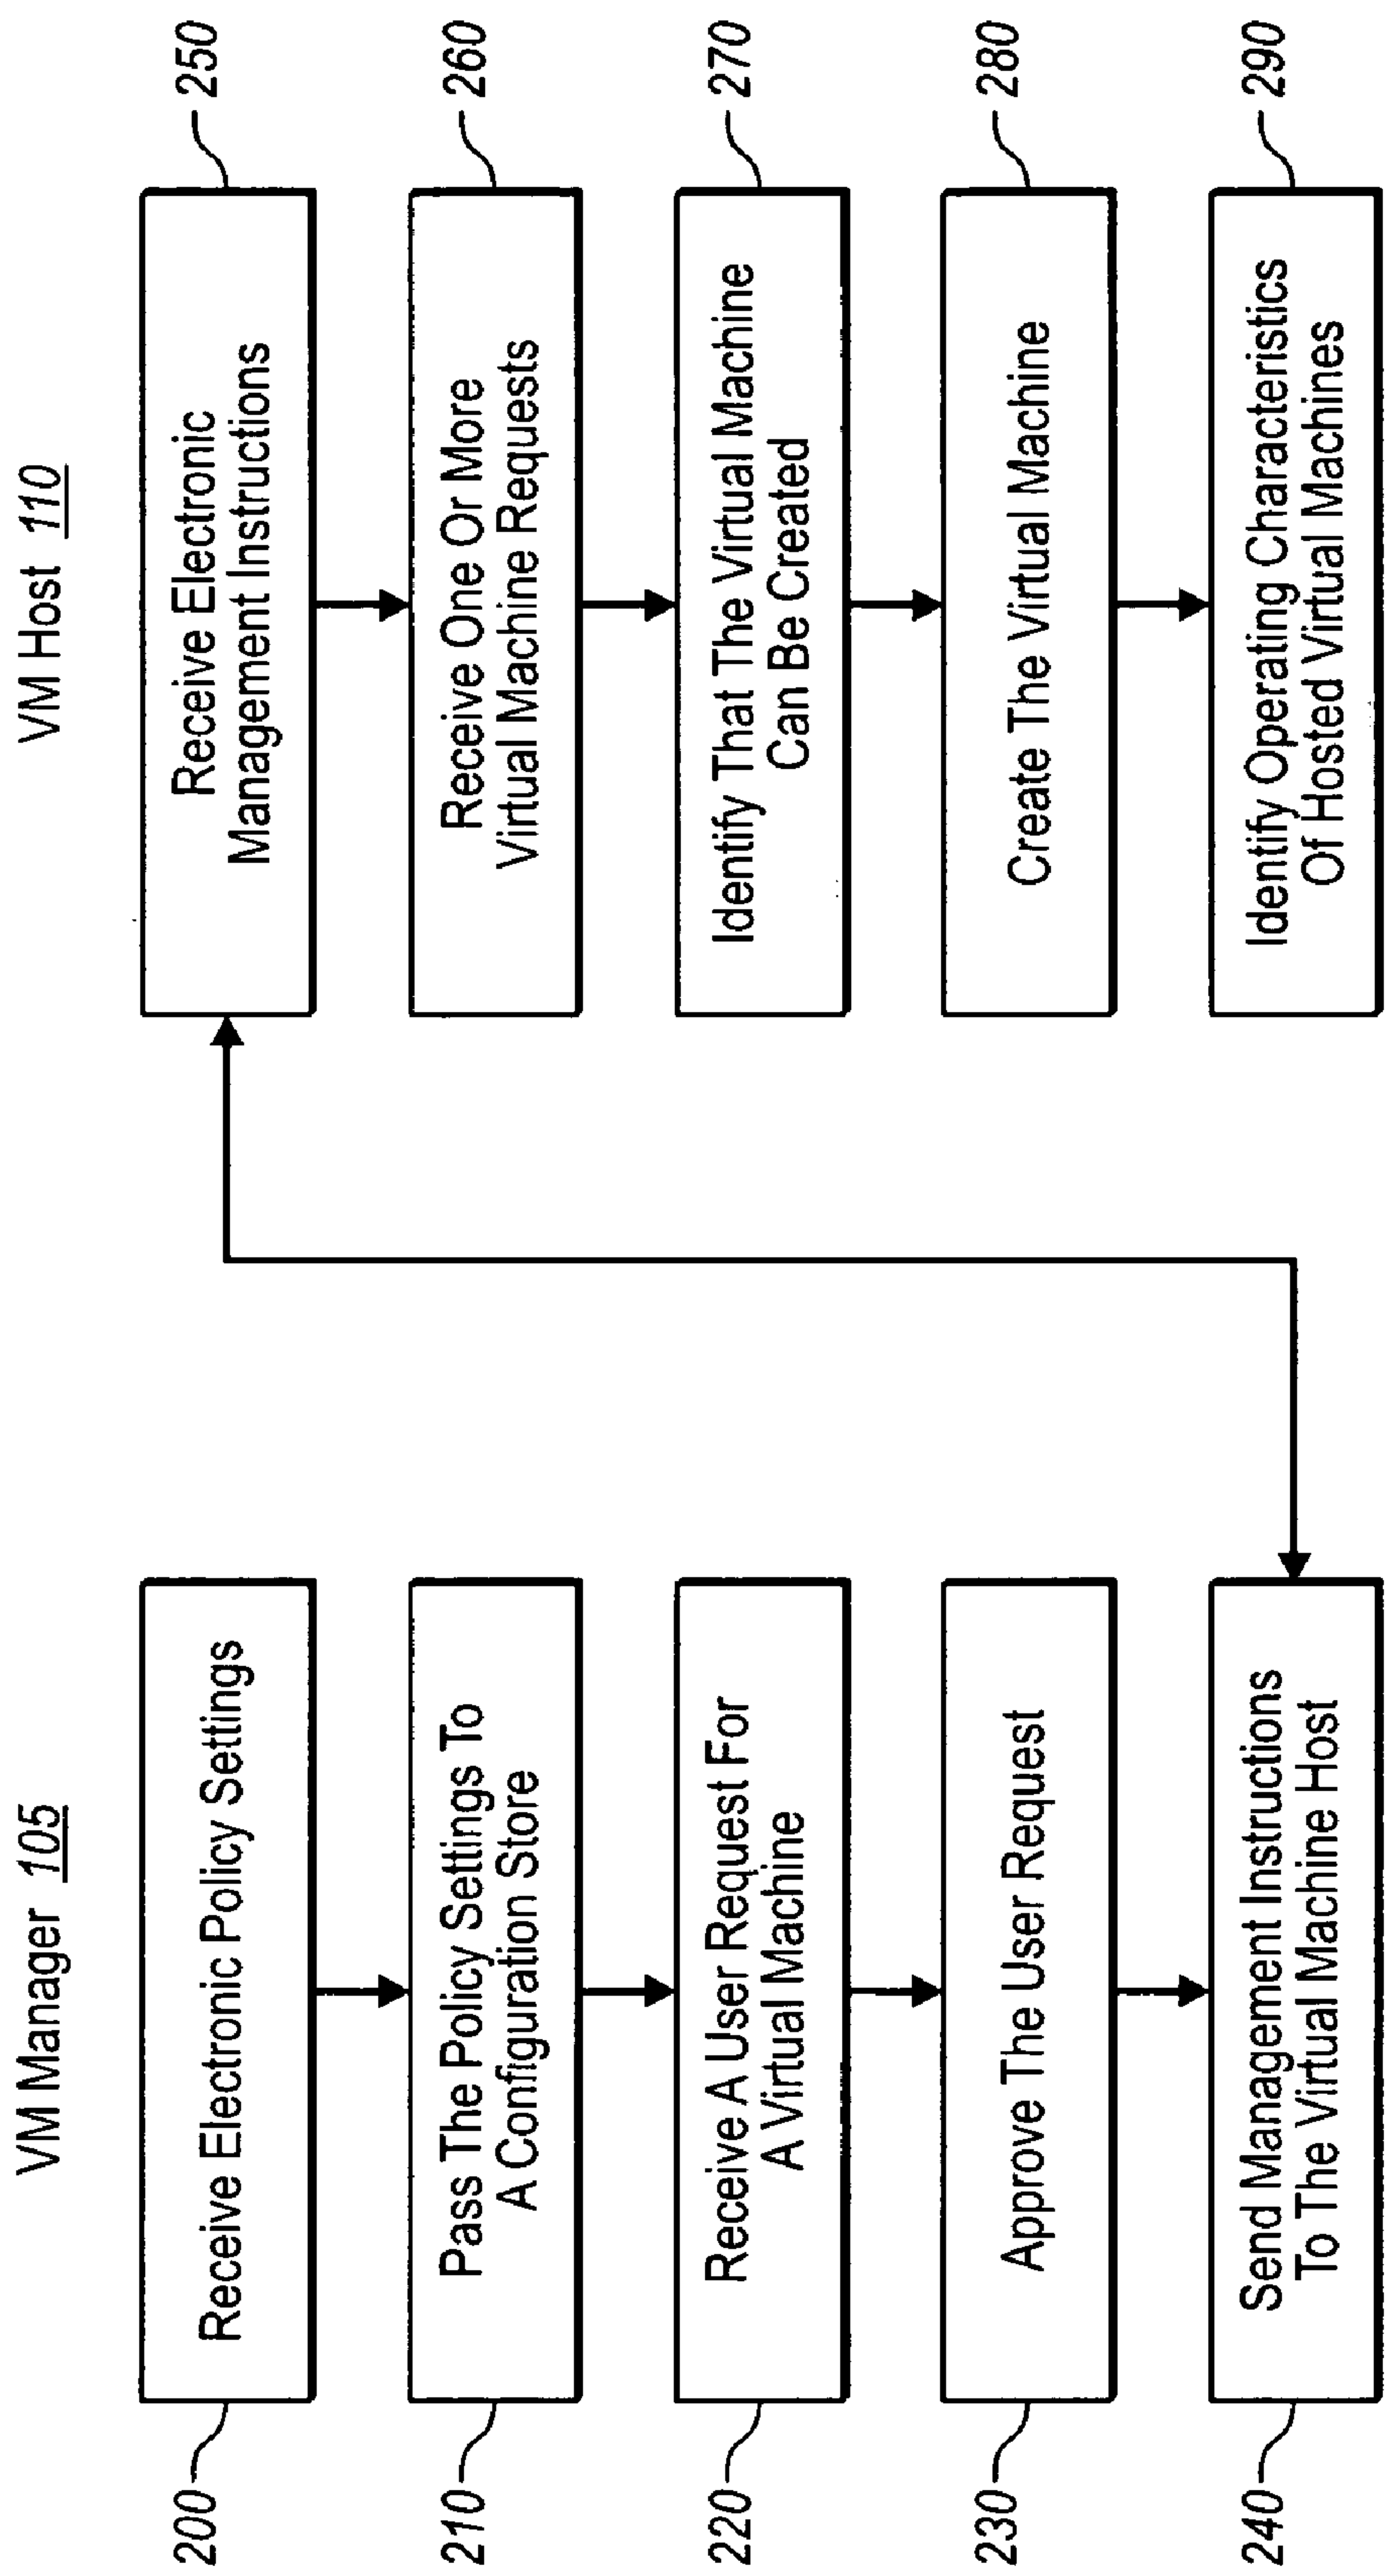 VM Manager 105
200
Receive Electronic Policy Settings
210
Pass The Policy Settings To
A Configuration Store
220
Receive A User Request For
A Virtual Machine
230
Approve The User Request
240
Send Management Instructions
To The Virtual Machine Host
VM Host 110
Receive Electronic
Management Instructions
250
Receive One Or More
Virtual Machine Requests
260
Identify That The Virtual Machine
Can Be Created
270
Create The Virtual Machine
280
Identify Operating Characteristics
Of Hosted Virtual Machines
290